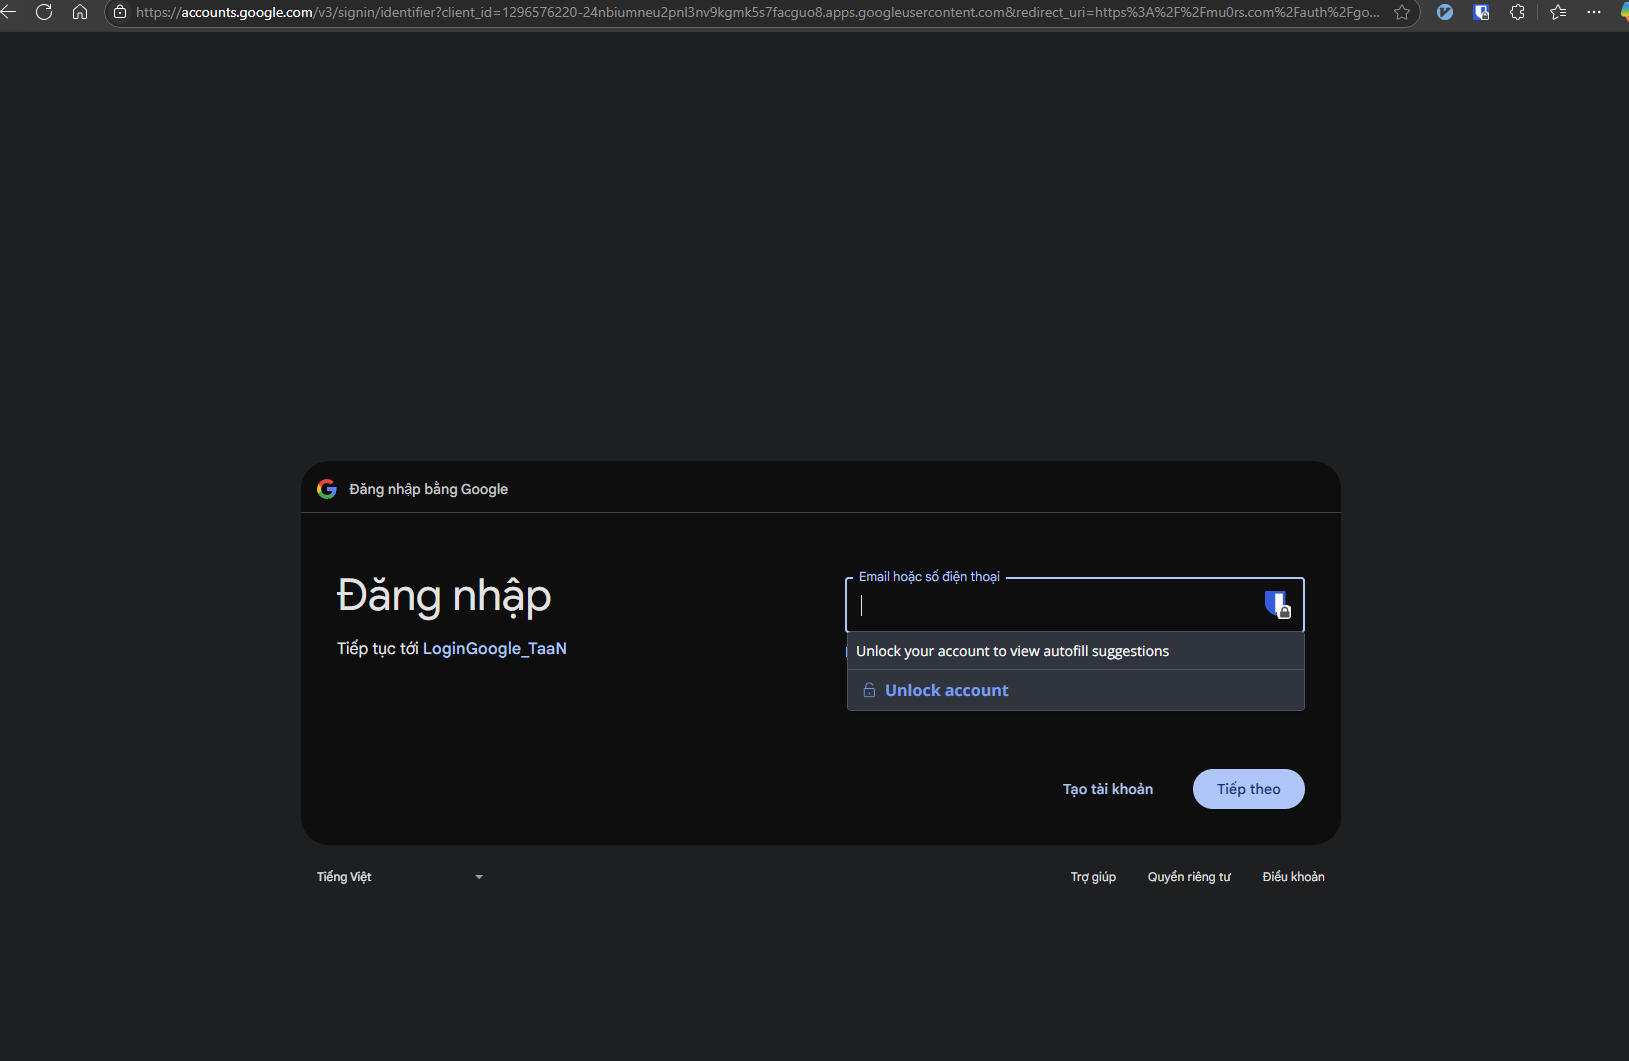 https://accounts.google.com/v3/signin/identifier?client_id=1296576220-24nbiumneu2pnl3nv9kgmk5s7facguo8.apps.googleusercontent.com&redirect_uri=https%3A%2F%2Fmu0rs.com%2Fauth%2Fgo...
Đăng nhập bằng Google
Đăng nhập
Tiếp tục tới LoginGoogle_TaaN
Email hoặc số điện thoại
Unlock your account to view autofill suggestions
Unlock account
Tạo tài khoản
Tiếp theo
Tiếng Việt
Trợ giúp
Quyền riêng tư
Điều khoản